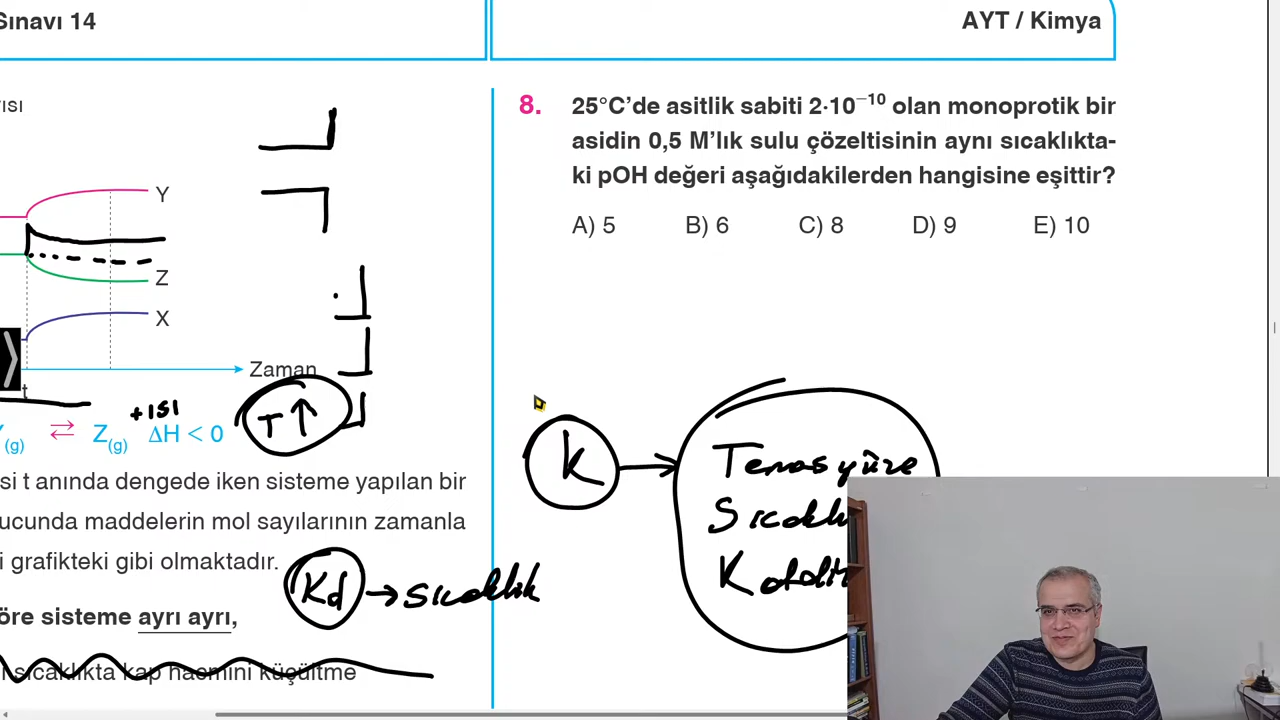 Sınavı 14
AYT / Kimya
ısı
Y
Z
X
Zaman
t
+ısı
T↑
Y(g) ⇄ Z(g) ΔH < 0
si t anında dengede iken sisteme yapılan bir
ucunda maddelerin mol sayılarının zamanla
i grafikteki gibi olmaktadır.
Kd → sıcaklık
öre sisteme ayrı ayrı,
r sıcaklıkta kap hacmini küçültme
8. 25°C’de asitlik sabiti 2·10⁻¹⁰ olan monoprotik bir
asidin 0,5 M’lık sulu çözeltisinin aynı sıcaklıkta-
ki pOH değeri aşağıdakilerden hangisine eşittir?
A) 5 B) 6 C) 8 D) 9 E) 10
k → Temas yüze
Sıcaklı